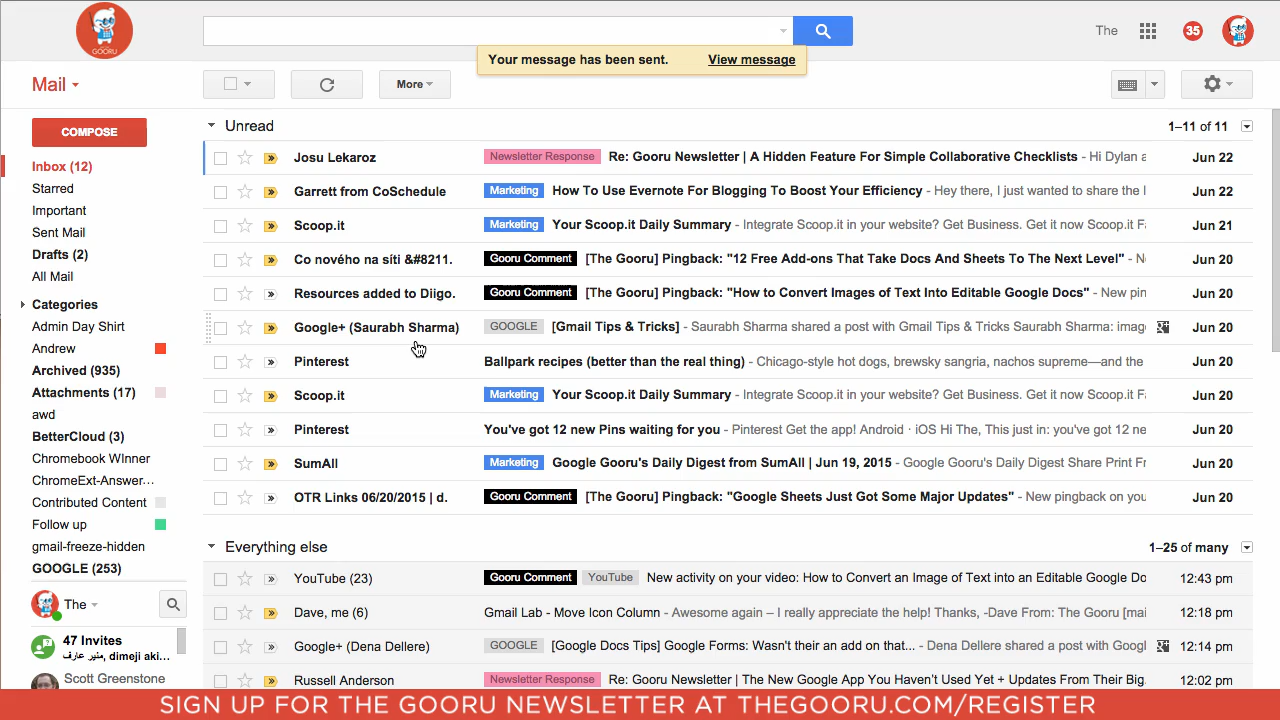 GOORU
The
35
Your message has been sent. View message
Mail
More
COMPOSE
Inbox (12)
Starred
Important
Sent Mail
Drafts (2)
All Mail
Categories
Admin Day Shirt
Andrew
Archived (935)
Attachments (17)
awd
BetterCloud (3)
Chromebook WInner
ChromeExt-Answer...
Contributed Content
Follow up
gmail-freeze-hidden
GOOGLE (253)
The
47 Invites
منير عارف, dimeji aki...
Scott Greenstone
Unread 1–11 of 11
Josu Lekaroz Newsletter Response Re: Gooru Newsletter | A Hidden Feature For Simple Collaborative Checklists - Hi Dylan a Jun 22
Garrett from CoSchedule Marketing How To Use Evernote For Blogging To Boost Your Efficiency - Hey there, I just wanted to share the l Jun 22
Scoop.it Marketing Your Scoop.it Daily Summary - Integrate Scoop.it in your website? Get Business. Get it now Scoop.it Fa Jun 21
Co nového na síti &#8211. Gooru Comment [The Gooru] Pingback: "12 Free Add-ons That Take Docs And Sheets To The Next Level" - Ne Jun 20
Resources added to Diigo. Gooru Comment [The Gooru] Pingback: "How to Convert Images of Text Into Editable Google Docs" - New pin Jun 20
Google+ (Saurabh Sharma) GOOGLE [Gmail Tips & Tricks] - Saurabh Sharma shared a post with Gmail Tips & Tricks Saurabh Sharma: imag Jun 20
Pinterest Ballpark recipes (better than the real thing) - Chicago-style hot dogs, brewsky sangria, nachos supreme—and the Jun 20
Scoop.it Marketing Your Scoop.it Daily Summary - Integrate Scoop.it in your website? Get Business. Get it now Scoop.it Fa Jun 20
Pinterest You've got 12 new Pins waiting for you - Pinterest Get the app! Android · iOS Hi The, This just in: you've got 12 ne Jun 20
SumAll Marketing Google Gooru's Daily Digest from SumAll | Jun 19, 2015 - Google Gooru's Daily Digest Share Print Fr Jun 20
OTR Links 06/20/2015 | d. Gooru Comment [The Gooru] Pingback: "Google Sheets Just Got Some Major Updates" - New pingback on you Jun 20
Everything else 1–25 of many
YouTube (23) Gooru Comment YouTube New activity on your video: How to Convert an Image of Text into an Editable Google Do 12:43 pm
Dave, me (6) Gmail Lab - Move Icon Column - Awesome again – I really appreciate the help! Thanks, -Dave From: The Gooru [mai 12:18 pm
Google+ (Dena Dellere) GOOGLE [Google Docs Tips] Google Forms. Wasn't their an add on that... - Dena Dellere shared a post with Googl 12:14 pm
Russell Anderson Newsletter Response Re: Gooru Newsletter | The New Google App You Haven't Used Yet + Updates From Their Big. 12:02 pm
SIGN UP FOR THE GOORU NEWSLETTER AT THEGOORU.COM/REGISTER